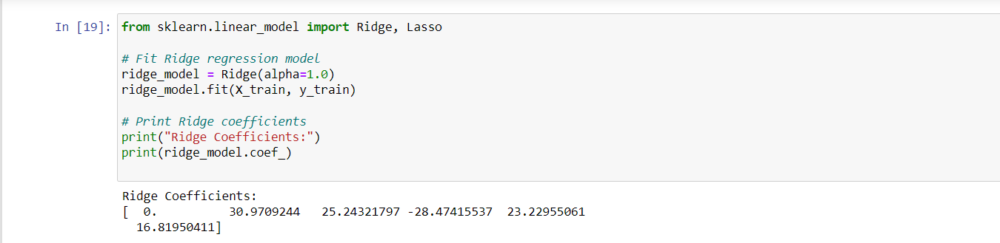 In [19]: from sklearn.linear_model import Ridge, Lasso
# Fit Ridge regression model
ridge_model = Ridge(alpha=1.0)
ridge_model.fit(X_train, y_train)
# Print Ridge coefficients
print("Ridge Coefficients:")
print(ridge_model.coef_)
Ridge Coefficients:
[  0.          30.9709244   25.24321797 -28.47415537  23.22955061
  16.81950411]